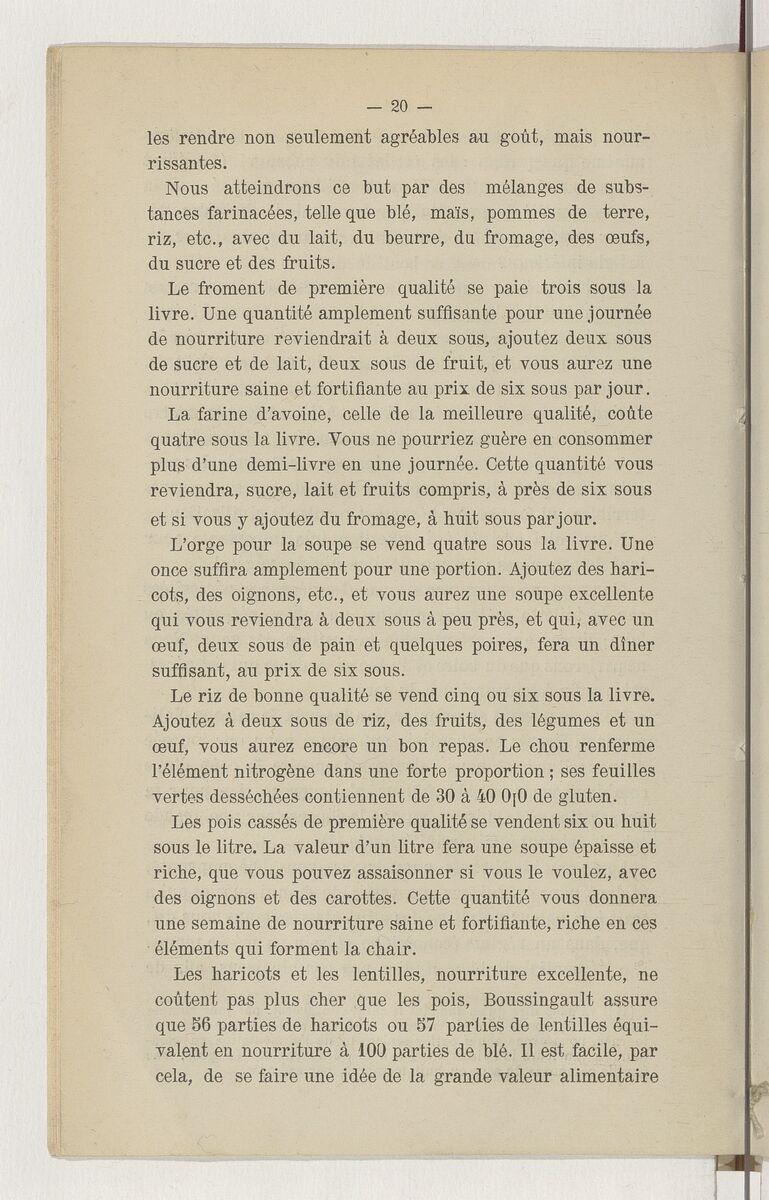 — 20 —
les rendre non seulement agréables au goût, mais nour-
rissantes.
Nous atteindrons ce but par des mélanges de subs-
tances farinacées, telle que blé, maïs, pommes de terre,
riz, etc., avec du lait, du beurre, du fromage, des œufs,
du sucre et des fruits.
Le froment de première qualité se paie trois sous la
livre. Une quantité amplement suffisante pour une journée
de nourriture reviendrait à deux sous, ajoutez deux sous
de sucre et de lait, deux sous de fruit, et vous aurez une
nourriture saine et fortifiante au prix de six sous par jour.
La farine d'avoine, celle de la meilleure qualité, coûte
quatre sous la livre. Vous ne pourriez guère en consommer
plus d'une demi-livre en une journée. Cette quantité vous
reviendra, sucre, lait et fruits compris, à près de six sous
et si vous y ajoutez du fromage, à huit sous par jour.
L'orge pour la soupe se vend quatre sous la livre. Une
once suffira amplement pour une portion. Ajoutez des hari-
cots, des oignons, etc., et vous aurez une soupe excellente
qui vous reviendra à deux sous à peu près, et qui, avec un
œuf, deux sous de pain et quelques poires, fera un dîner
suffisant, au prix de six sous.
Le riz de bonne qualité se vend cinq ou six sous la livre.
Ajoutez à deux sous de riz, des fruits, des légumes et un
œuf, vous aurez encore un bon repas. Le chou renferme
l'élément nitrogène dans une forte proportion ; ses feuilles
vertes desséchées contiennent de 30 à 40 0[0 de gluten.
Les pois cassés de première qualité se vendent six ou huit
sous le litre. La valeur d'un litre fera une soupe épaisse et
riche, que vous pouvez assaisonner si vous le voulez, avec
des oignons et des carottes. Cette quantité vous donnera
une semaine de nourriture saine et fortifiante, riche en ces
éléments qui forment la chair.
Les haricots et les lentilles, nourriture excellente, ne
coûtent pas plus cher que les pois, Boussingault assure
que 56 parties de haricots ou 57 parties de lentilles équi-
valent en nourriture à 100 parties de blé. Il est facile, par
cela, de se faire une idée de la grande valeur alimentaire